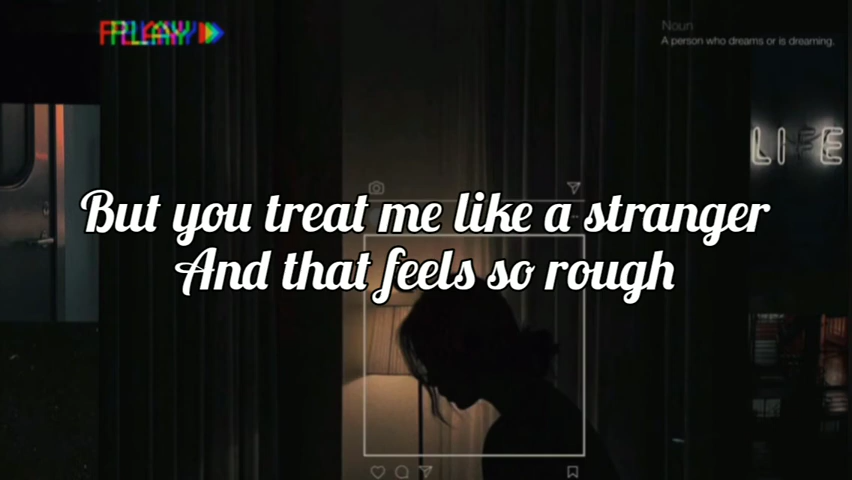 PLAY
Noun
A person who dreams or is dreaming.
LIFE
But you treat me like a stranger
And that feels so rough